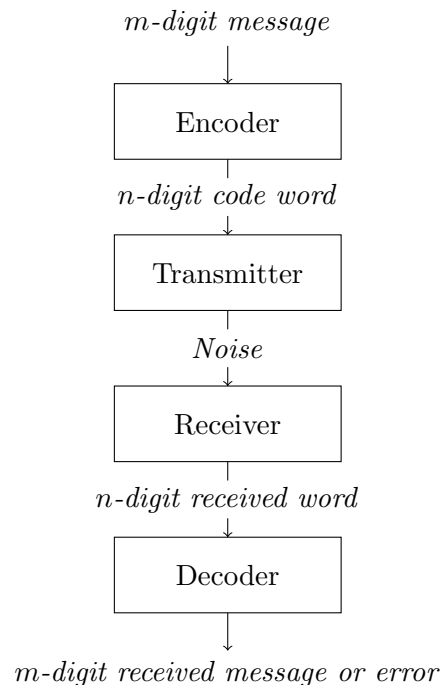 m-digit message
Encoder
n-digit code word
Transmitter
Noise
Receiver
n-digit received word
Decoder
m-digit received message or error